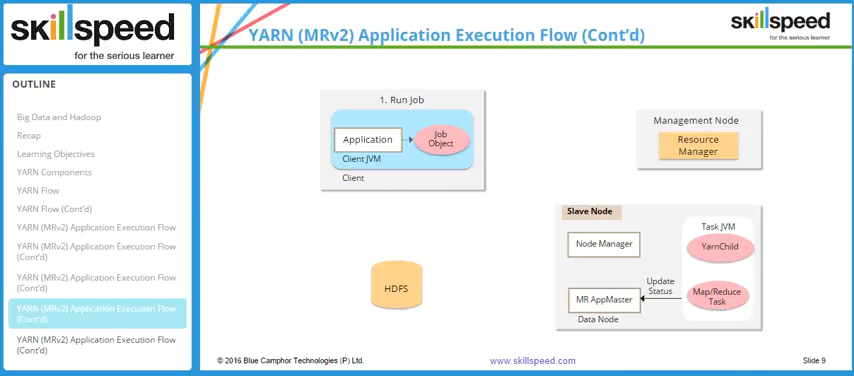 skillspeed
for the serious learner
OUTLINE
Big Data and Hadoop
Recap
Learning Objectives
YARN Components
YARN Flow
YARN Flow (Cont'd)
YARN (MRv2) Application Execution Flow
YARN (MRv2) Application Execution Flow
(Cont'd)
YARN (MRv2) Application Execution Flow
(Cont'd)
YARN (MRv2) Application Execution Flow
(Cont'd)
YARN (MRv2) Application Execution Flow
(Cont'd)
YARN (MRv2) Application Execution Flow (Cont'd)
skillspeed
for the serious learner
1. Run Job
Application
Job
Object
Client JVM
Client
Management Node
Resource
Manager
Slave Node
Node Manager
Task JVM
YarnChild
Update
Status
MR AppMaster
Map/Reduce
Task
Data Node
HDFS
© 2016 Blue Camphor Technologies (P) Ltd.
www.skillspeed.com
Slide 9